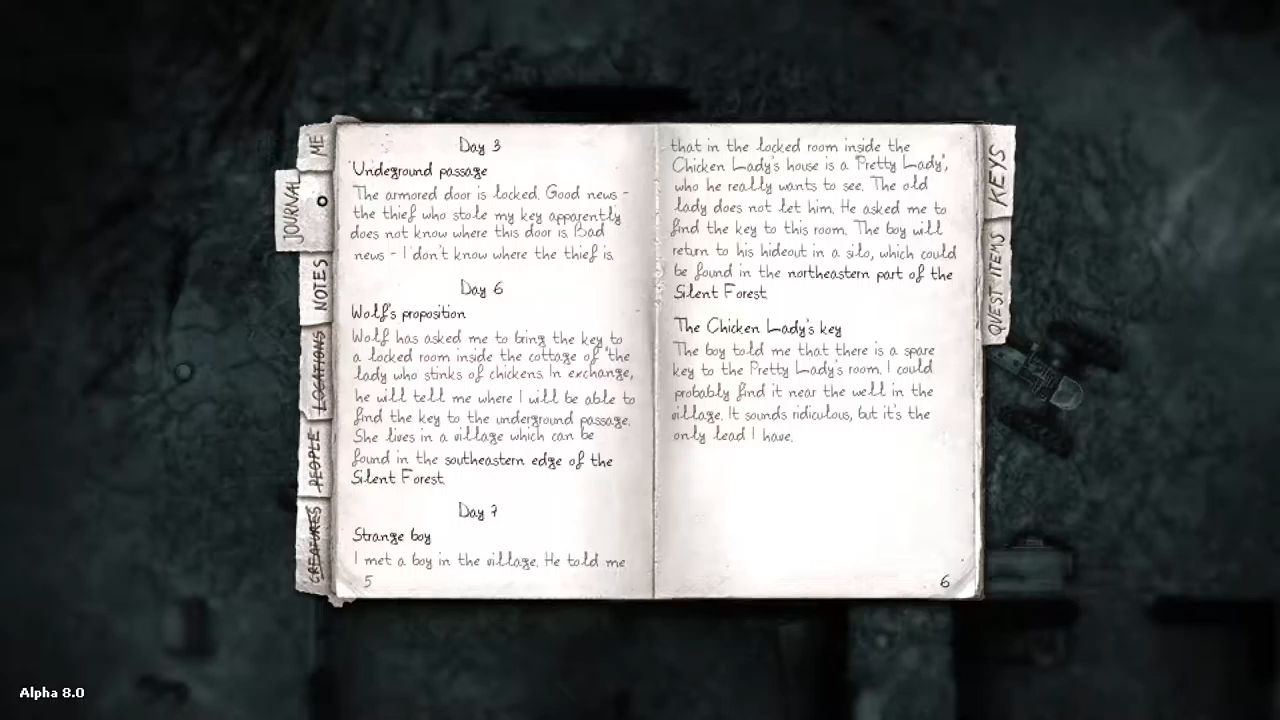 ME
JOURNAL
NOTES
LOCATIONS
PEOPLE
CREATURES
Day 3
Undeground passage
The armored door is locked. Good news -
the thief who stole my key apparently
does not know where this door is. Bad
news - I don't know where the thief is.
Day 6
Wolf's proposition
Wolf has asked me to bring the key to
a locked room inside the cottage of "the
lady who stinks of chickens. In exchange,
he will tell me where I will be able to
find the key to the underground passage.
She lives in a village which can be
found in the southeastern edge of the
Silent Forest.
Day 7
Strange boy
I met a boy in the village. He told me
5
that in the locked room inside the
Chicken Lady's house is a 'Pretty Lady',
who he really wants to see. The old
lady does not let him. He asked me to
find the key to this room. The boy will
return to his hideout in a silo, which could
be found in the northeastern part of the
Silent Forest.
The Chicken Lady's key
The boy told me that there is a spare
key to the Pretty Lady's room. I could
probably find it near the well in the
village. It sounds ridiculous, but it's the
only lead I have.
6
KEYS
QUEST ITEMS
Alpha 8.0